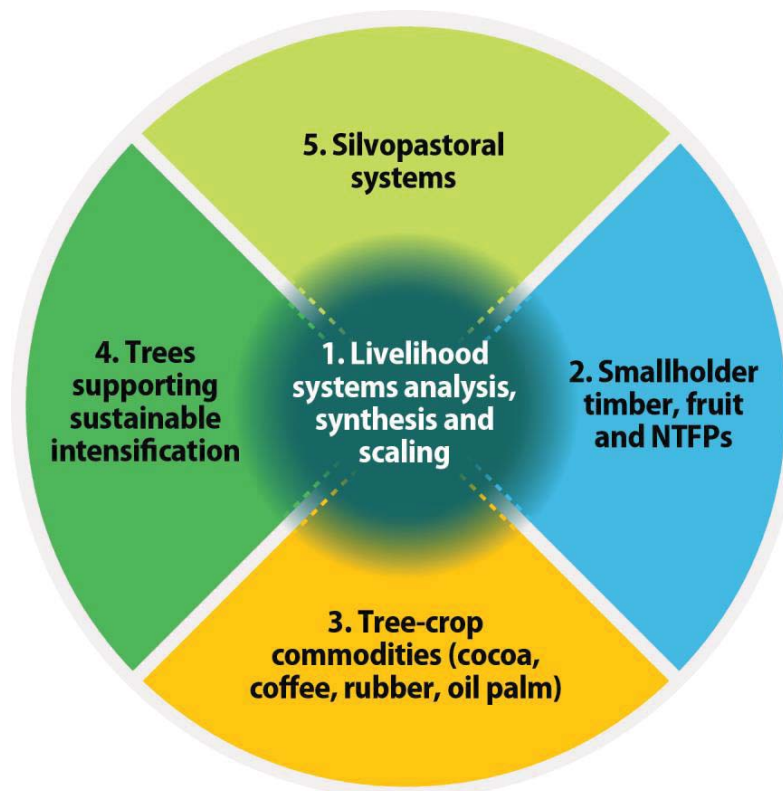 5. Silvopastoral
systems
4. Trees
supporting
sustainable
intensification
1. Livelihood
systems analysis,
synthesis and
scaling
2. Smallholder
timber, fruit
and NTFPs
3. Tree-crop
commodities (cocoa,
coffee, rubber, oil palm)